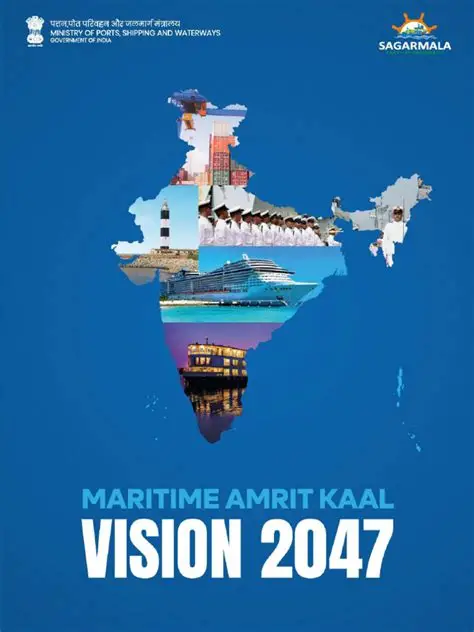 पत्तन, पोत परिवहन और जलमार्ग मंत्रालय
MINISTRY OF PORTS, SHIPPING AND WATERWAYS
GOVERNMENT OF INDIA
SAGARMALA
MARITIME AMRIT KAAL
VISION 2047